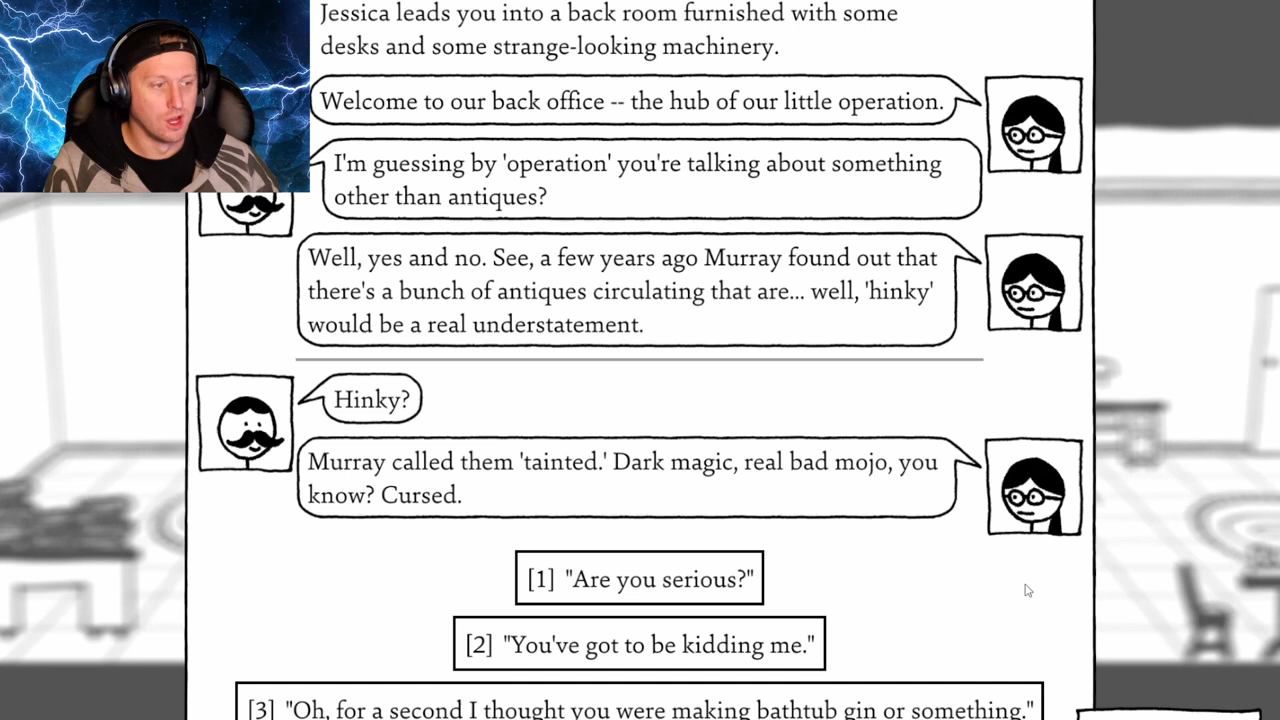 Jessica leads you into a back room furnished with some
desks and some strange-looking machinery.
Welcome to our back office -- the hub of our little operation.
I'm guessing by 'operation' you're talking about something
other than antiques?
Well, yes and no. See, a few years ago Murray found out that
there's a bunch of antiques circulating that are... well, 'hinky'
would be a real understatement.
Hinky?
Murray called them 'tainted.' Dark magic, real bad mojo, you
know? Cursed.
[1] "Are you serious?"
[2] "You've got to be kidding me."
[3] "Oh, for a second I thought you were making bathtub gin or something."